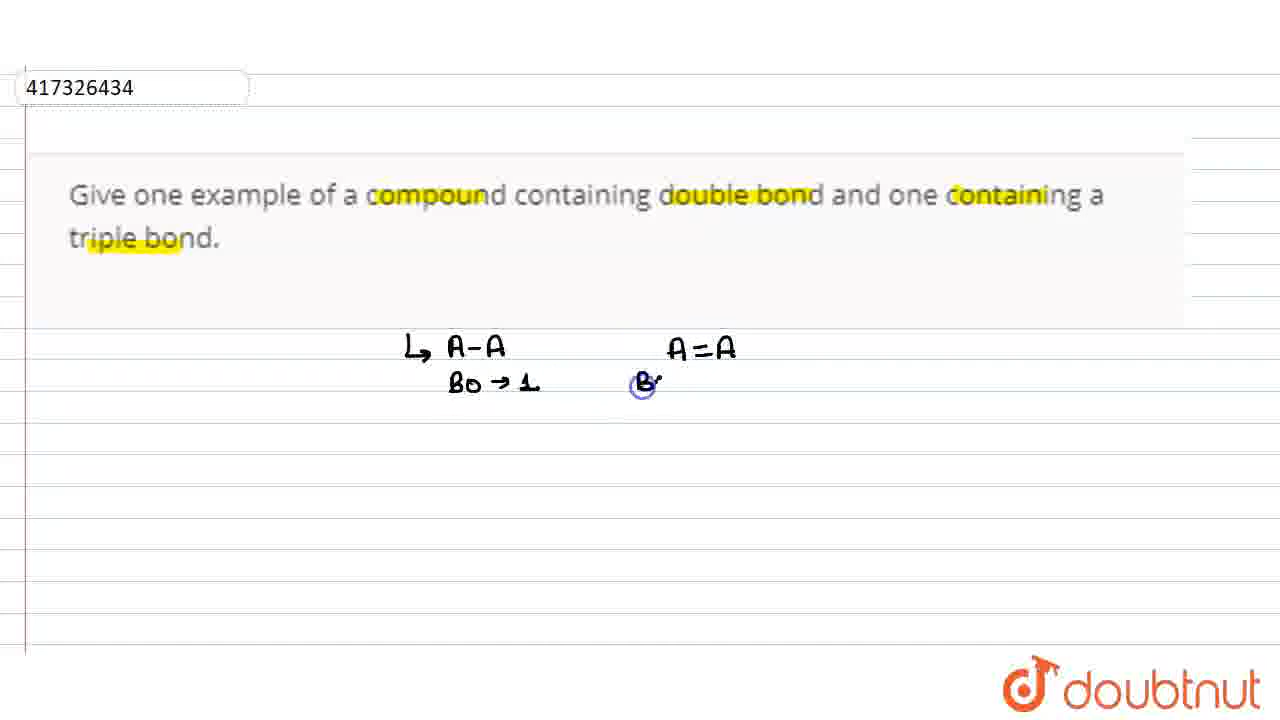 417326434
Give one example of a compound containing double bond and one containing a
triple bond.
↳ A-A A=A
BO → 1 B
doubtnut